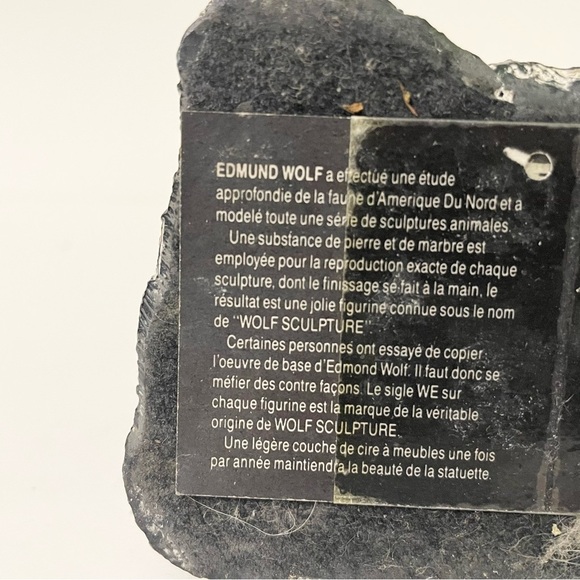 EDMUND WOLF a effectué une étude
approfondie de la faune d'Amerique Du Nord et a
modelé toute une série de sculptures animales.
Une substance de pierre et de marbre est
employée pour la reproduction exacte de chaque
sculpture, dont le finissage se fait à la main, le
résultat est une jolie figurine connue sous le nom
de "WOLF SCULPTURE"
Certaines personnes ont essayé de copier
l'oeuvre de base d'Edmond Wolf. Il faut donc se
méfier des contre façons. Le sigle WE sur
chaque figurine est la marque de la véritable
origine de WOLF SCULPTURE.
Une légère couche de cire à meubles une fois
par année maintiendra la beauté de la statuette.